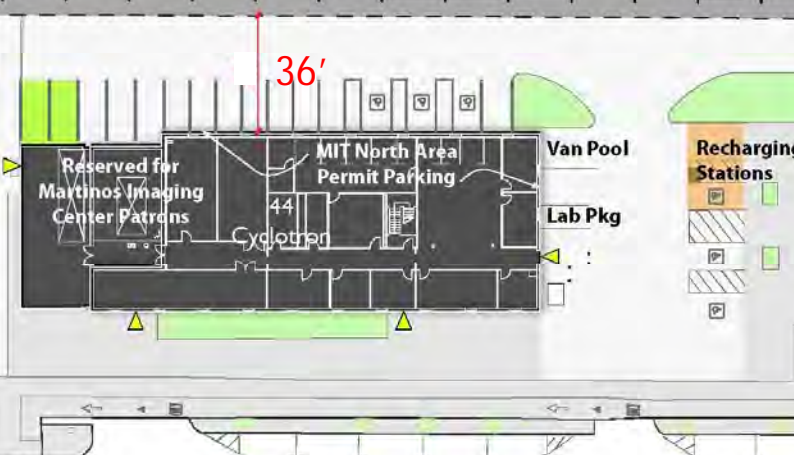 36'
Reserved for
Martinos Imaging
Center Patrons
MIT North Area
Permit Parking
44
Cyclotron
Van Pool
Lab Pkg
Recharging
Stations